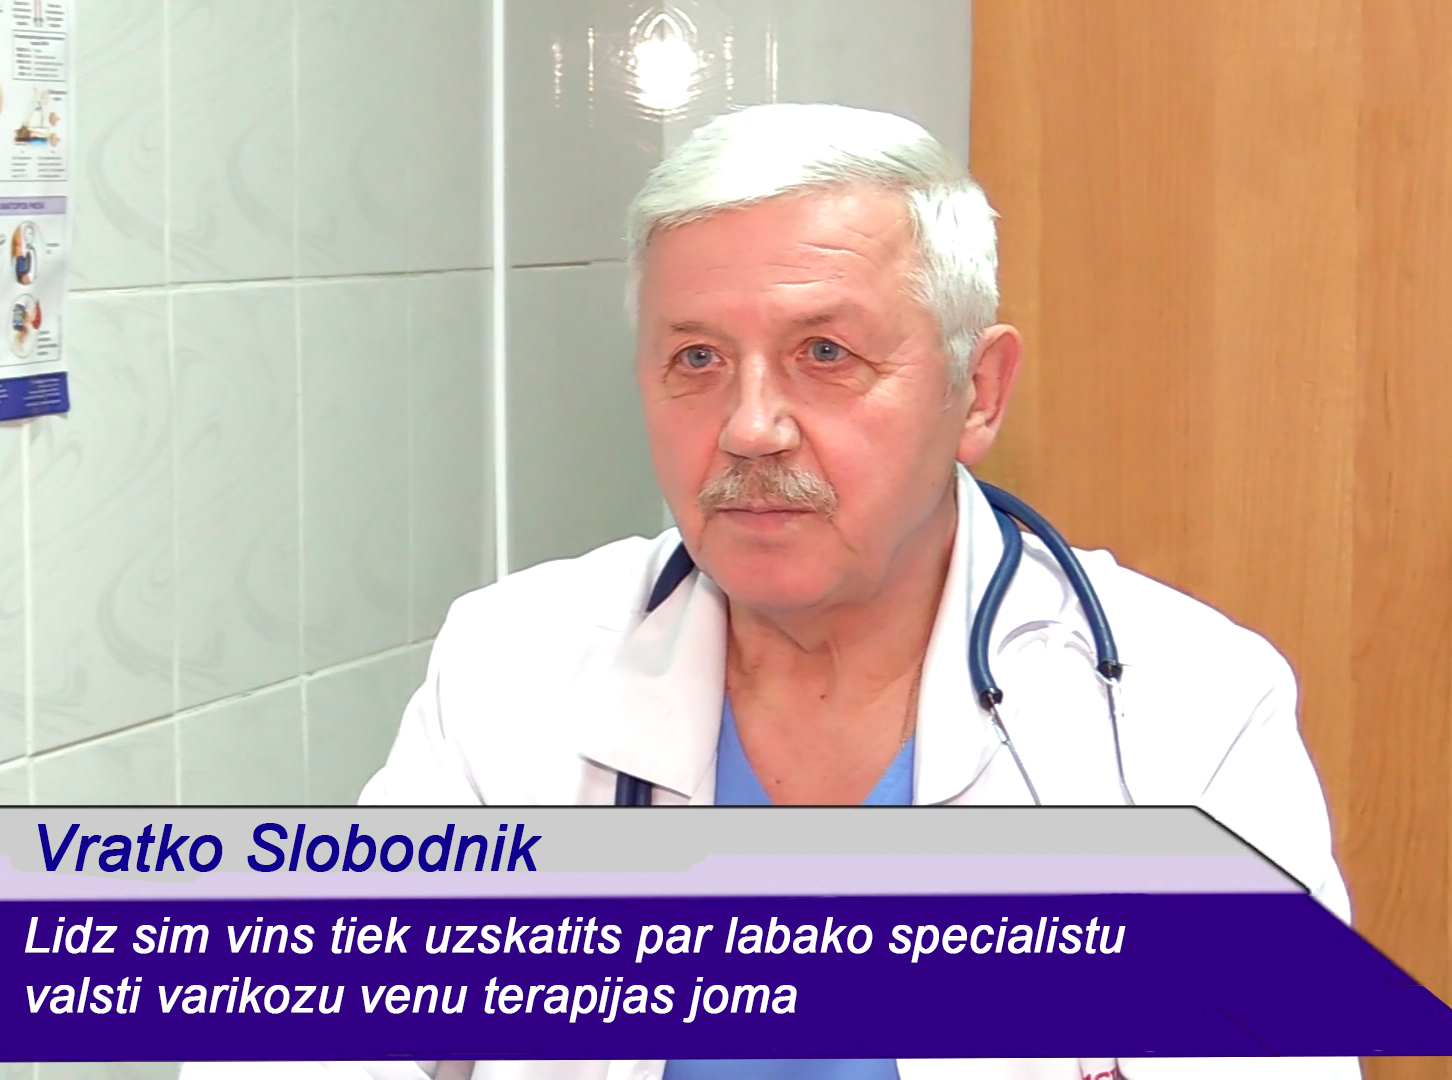 Vratko Slobodnik
Lidz sim vins tiek uzskatits par labako specialistu
valsti varikozu venu terapijas joma